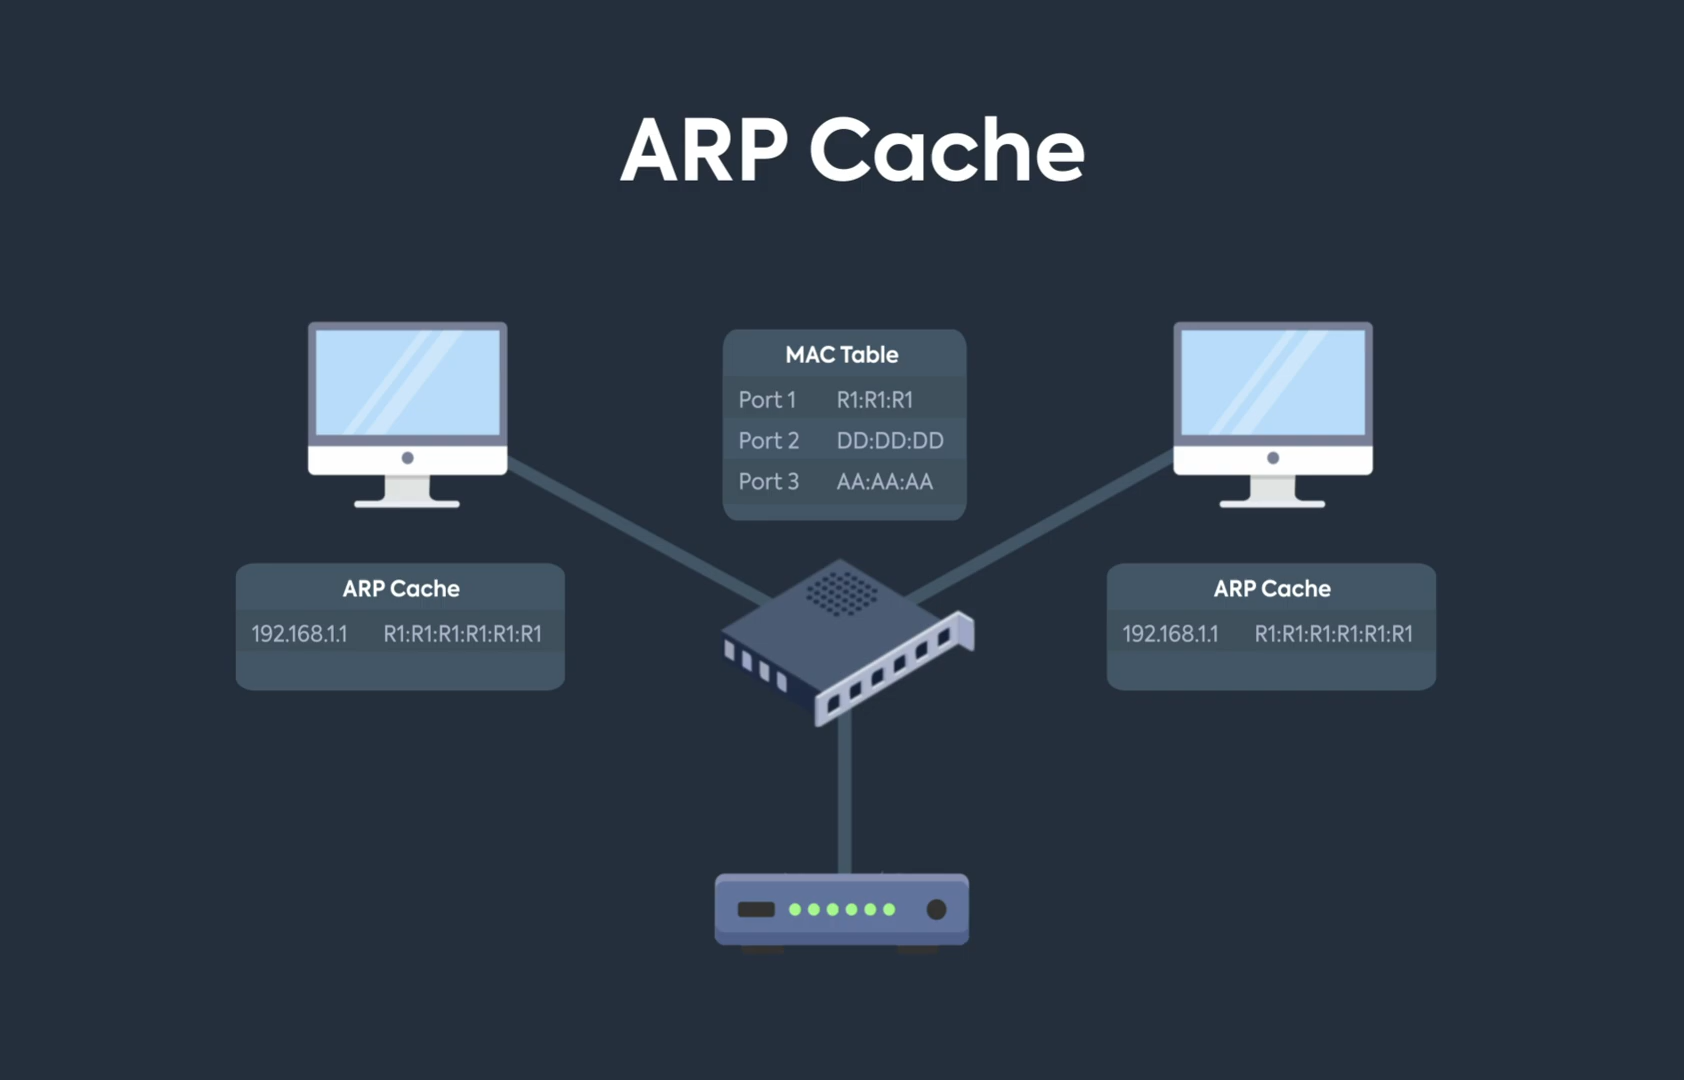 ARP Cache
MAC Table
Port 1 R1:R1:R1
Port 2 DD:DD:DD
Port 3 AA:AA:AA
ARP Cache
192.168.1.1 R1:R1:R1:R1:R1:R1
ARP Cache
192.168.1.1 R1:R1:R1:R1:R1:R1